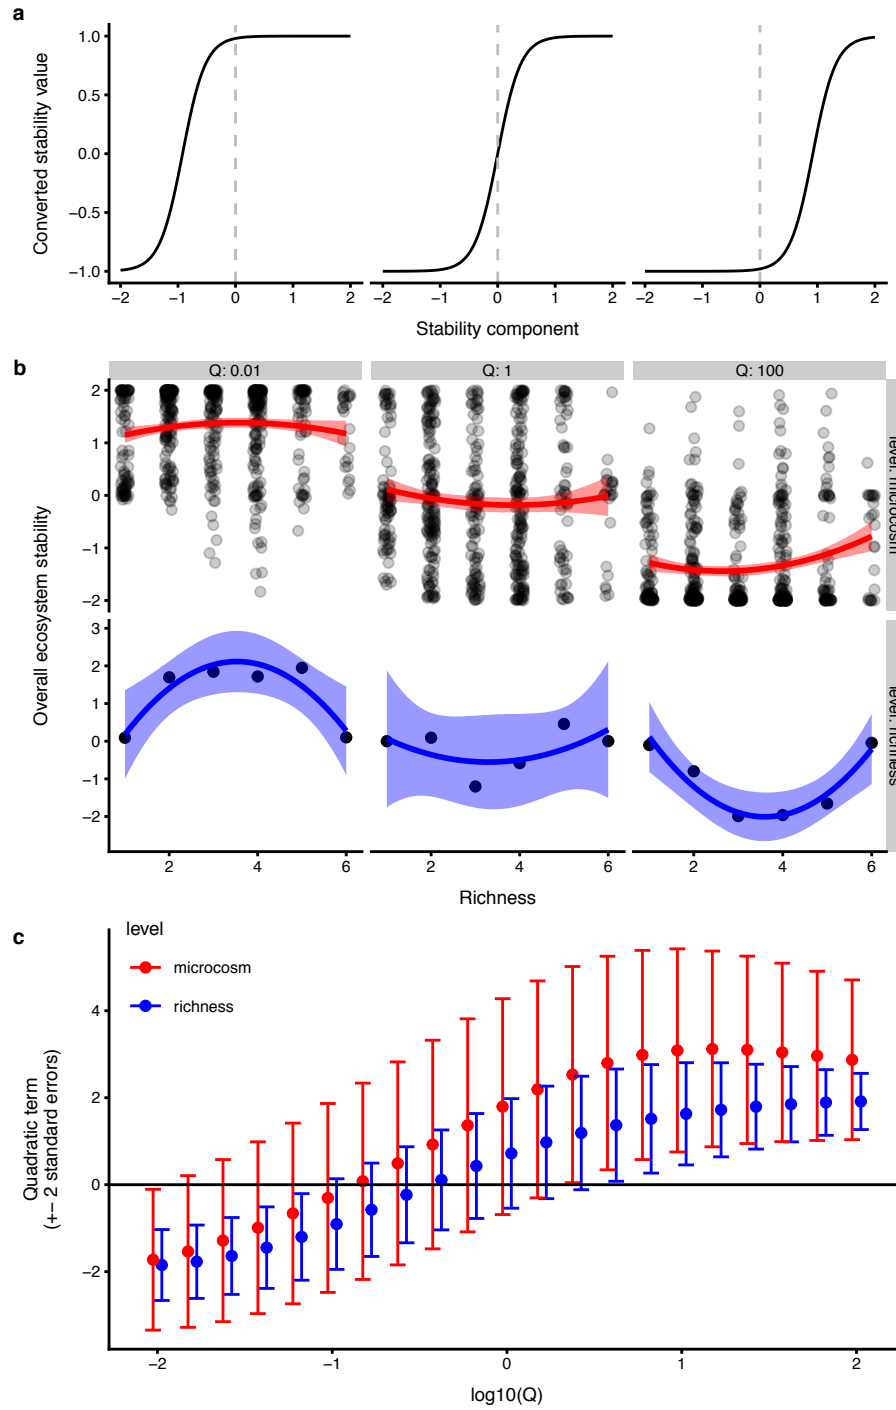 a
Converted stability value
1.0
0.5
0.0
−0.5
−1.0
−2 −1 0 1 2 −2 −1 0 1 2 −2 −1 0 1 2
Stability component
b
Q: 0.01 Q: 1 Q: 100
Overall ecosystem stability
2
1
0
−1
−2
level: microcosm
3
2
1
0
−1
−2
level: richness
2 4 6 2 4 6 2 4 6
Richness
c
level
microcosm
richness
Quadratic term
(+− 2 standard errors)
4
2
0
−2
−2 −1 0 1 2
log10(Q)